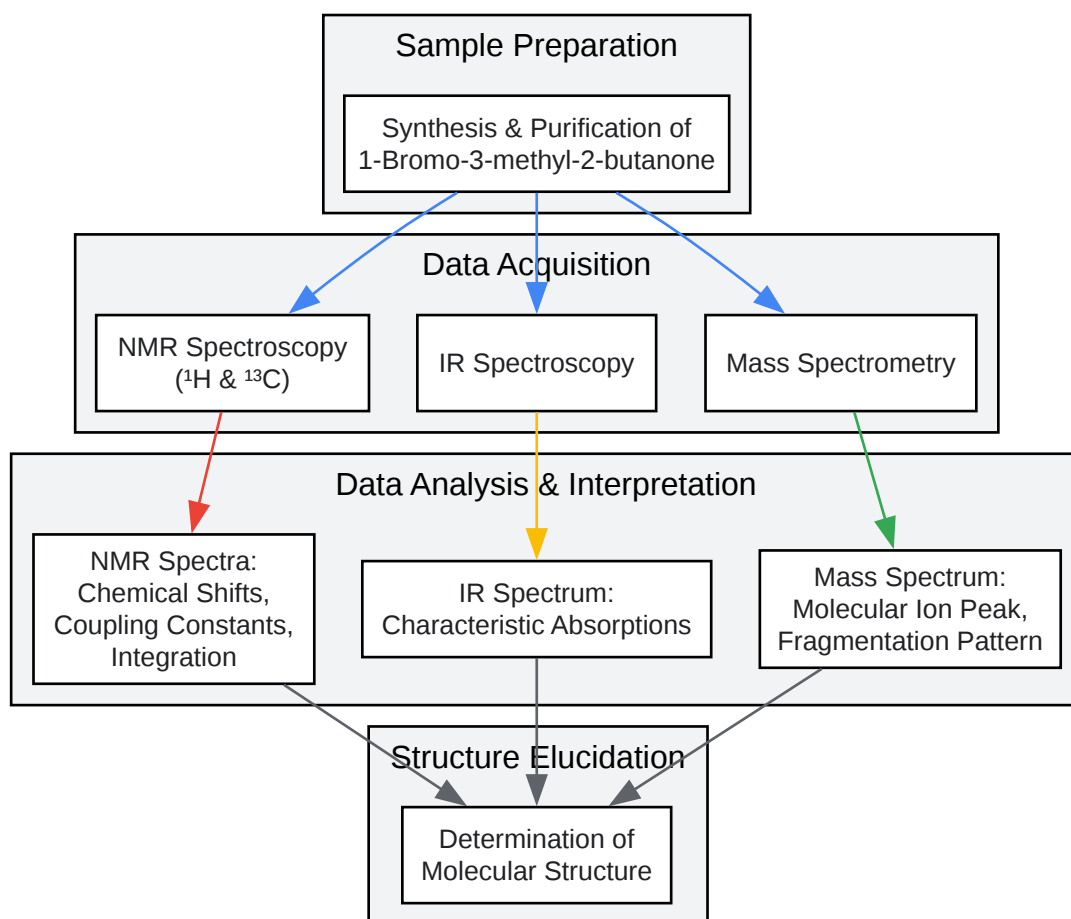 Sample Preparation
Synthesis & Purification of
1-Bromo-3-methyl-2-butanone
Data Acquisition
NMR Spectroscopy
(¹H & ¹³C)
IR Spectroscopy
Mass Spectrometry
Data Analysis & Interpretation
NMR Spectra:
Chemical Shifts,
Coupling Constants,
Integration
IR Spectrum:
Characteristic Absorptions
Mass Spectrum:
Molecular Ion Peak,
Fragmentation Pattern
Structure Elucidation
Determination of
Molecular Structure